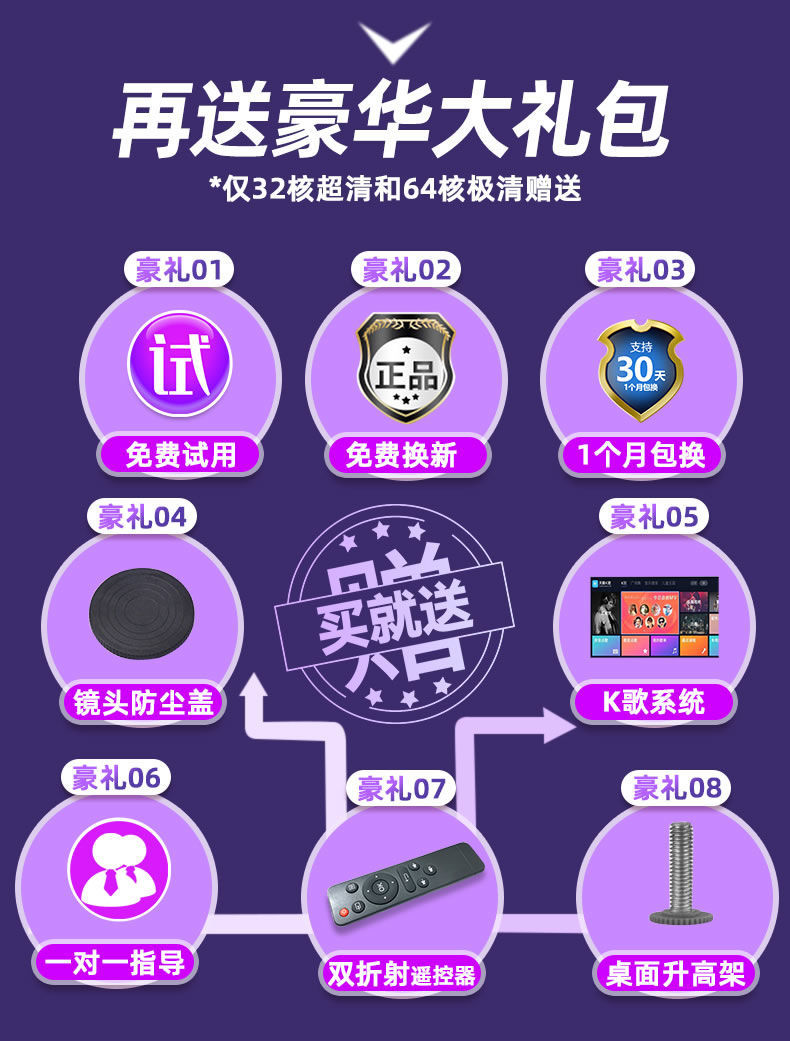 再送豪华大礼包
*仅32核超清和64核极清赠送
豪礼01
试
免费试用
豪礼02
正品
免费换新
豪礼03
支持
30天
1个月包换
1个月包换
豪礼04
镜头防尘盖
赠
买就送
豪礼05
K歌系统
豪礼06
一对一指导
豪礼07
OK
双折射遥控器
豪礼08
桌面升高架